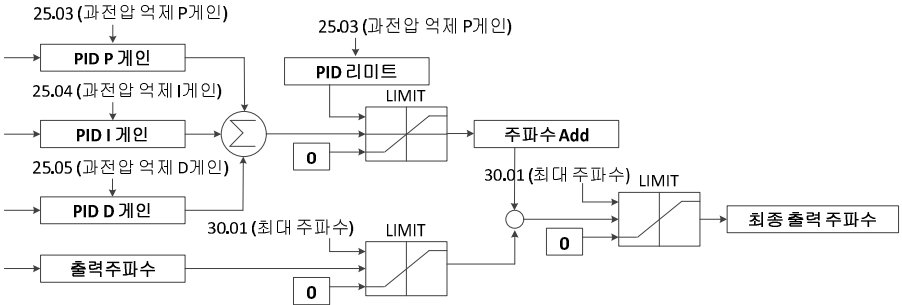 25.03 (과전압 억제 P게인)
PID P 게인
25.03 (과전압 억제 P게인)
PID 리미트
25.04 (과전압 억제 I게인)
PID I 게인
LIMIT
0
주파수 Add
25.05 (과전압 억제 D게인)
PID D 게인
30.01 (최대 주파수)
LIMIT
0
최종 출력 주파수
30.01 (최대 주파수)
LIMIT
출력주파수
0